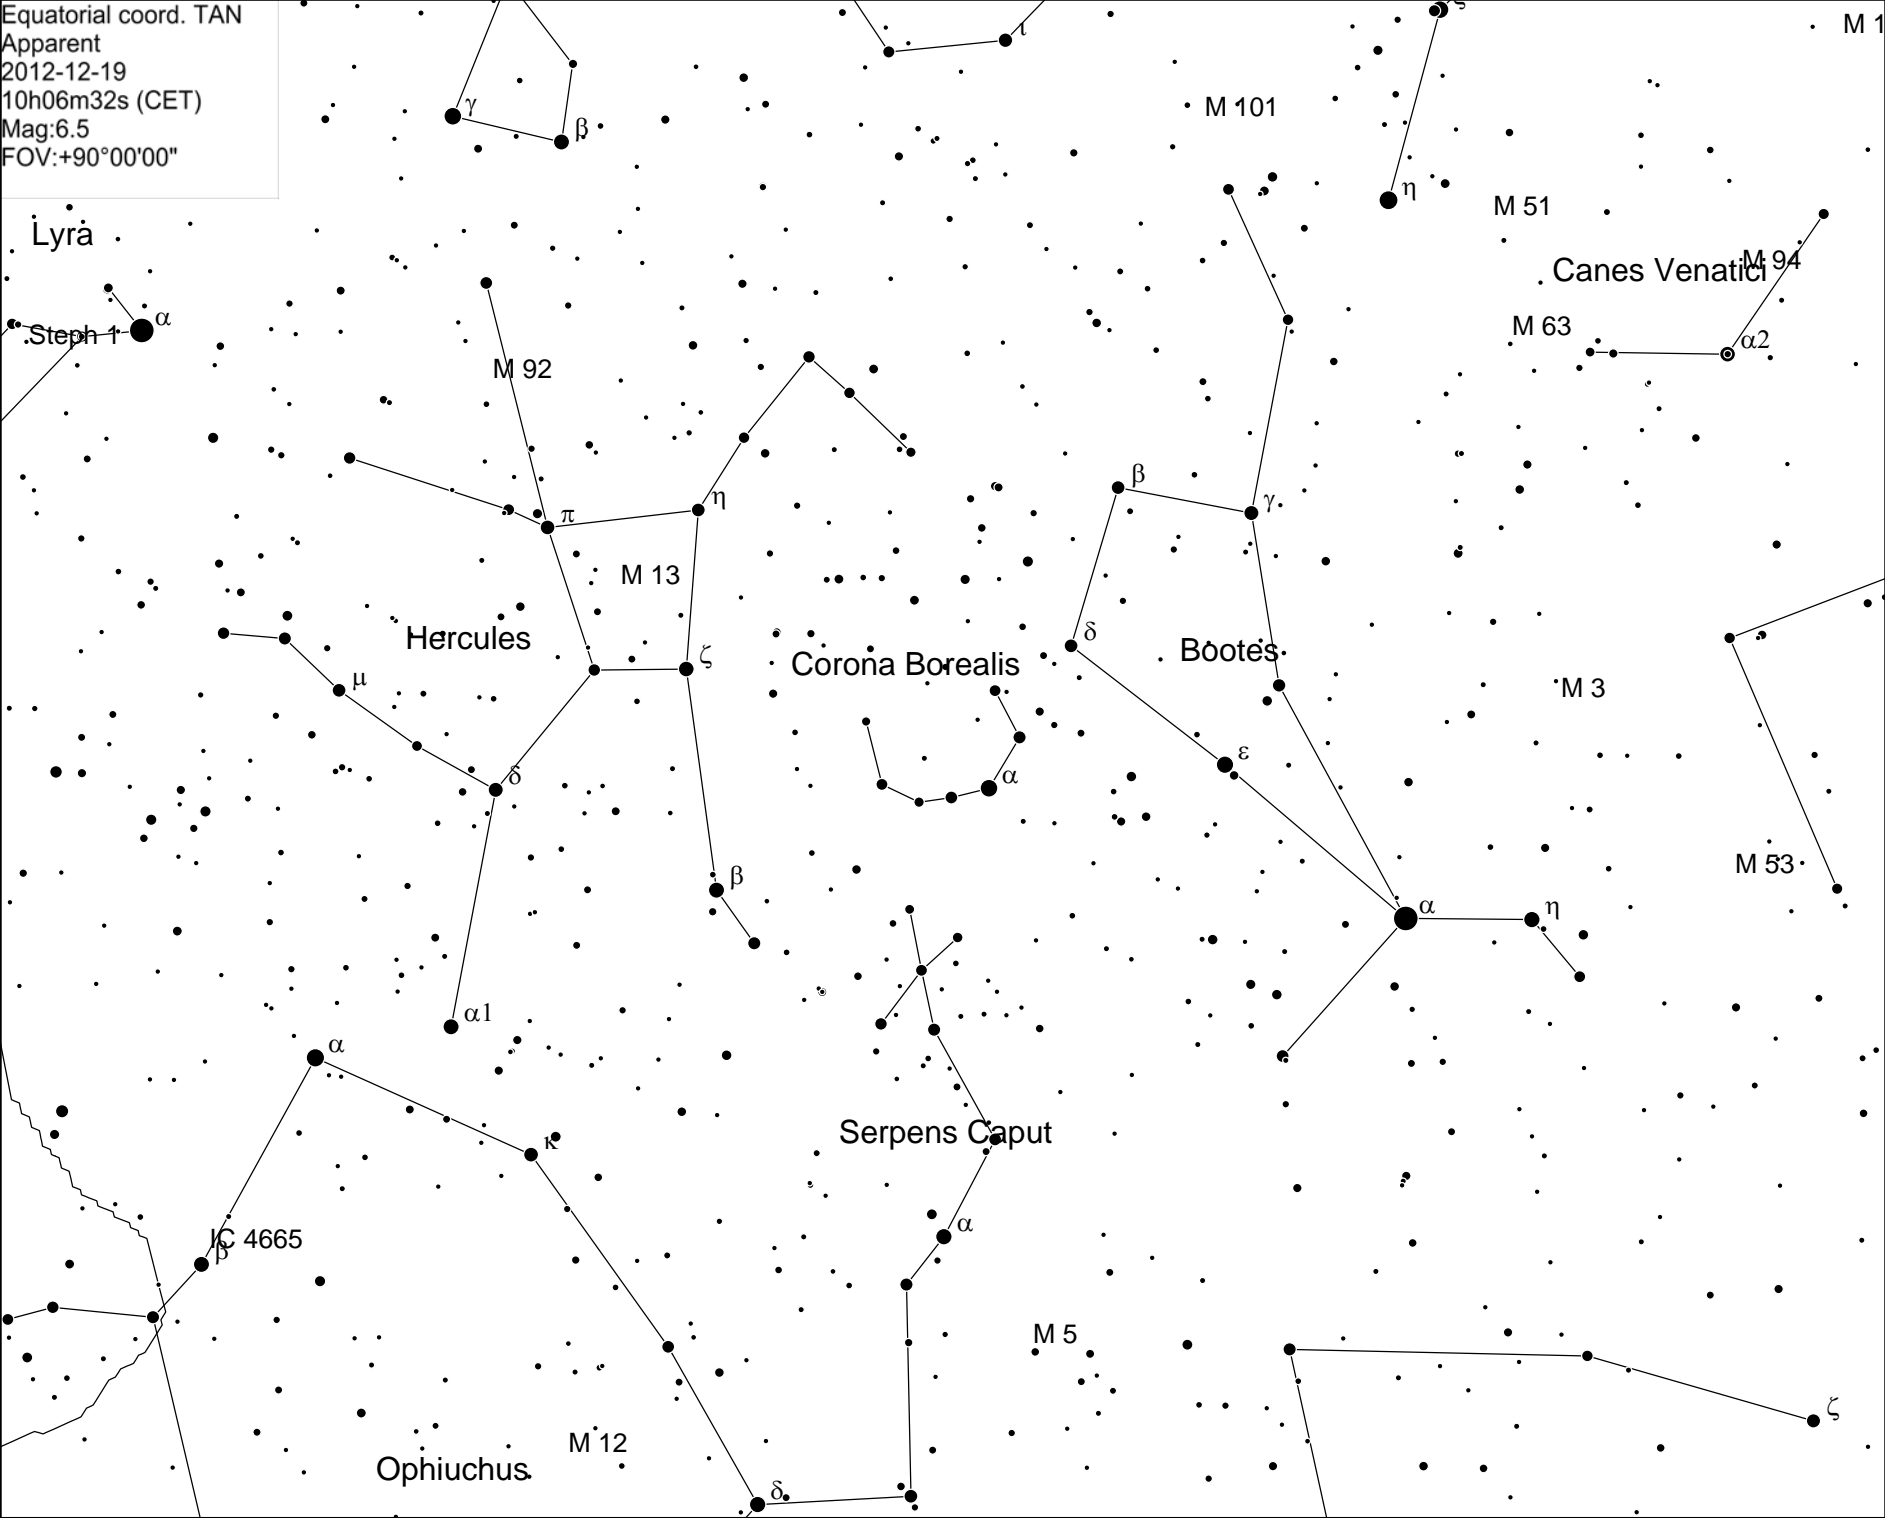 Equatorial coord. TAN
Apparent
2012-12-19
10h06m32s (CET)
Mag:6.5
FOV:+90°00'00"
ζ
M 1
ι
γ
β
M 101
η
M 51
Lyra
Canes Venatici
M 94
α
Steph 1
M 63
α2
M 92
β
η
γ
π
M 13
Hercules
δ
Bootes
ζ
Corona Borealis
μ
M 3
ε
δ
α
M 53
β
α
η
α1
α
Serpens Caput
κ
α
IC 4665
β
M 5
ζ
M 12
Ophiuchus
δ